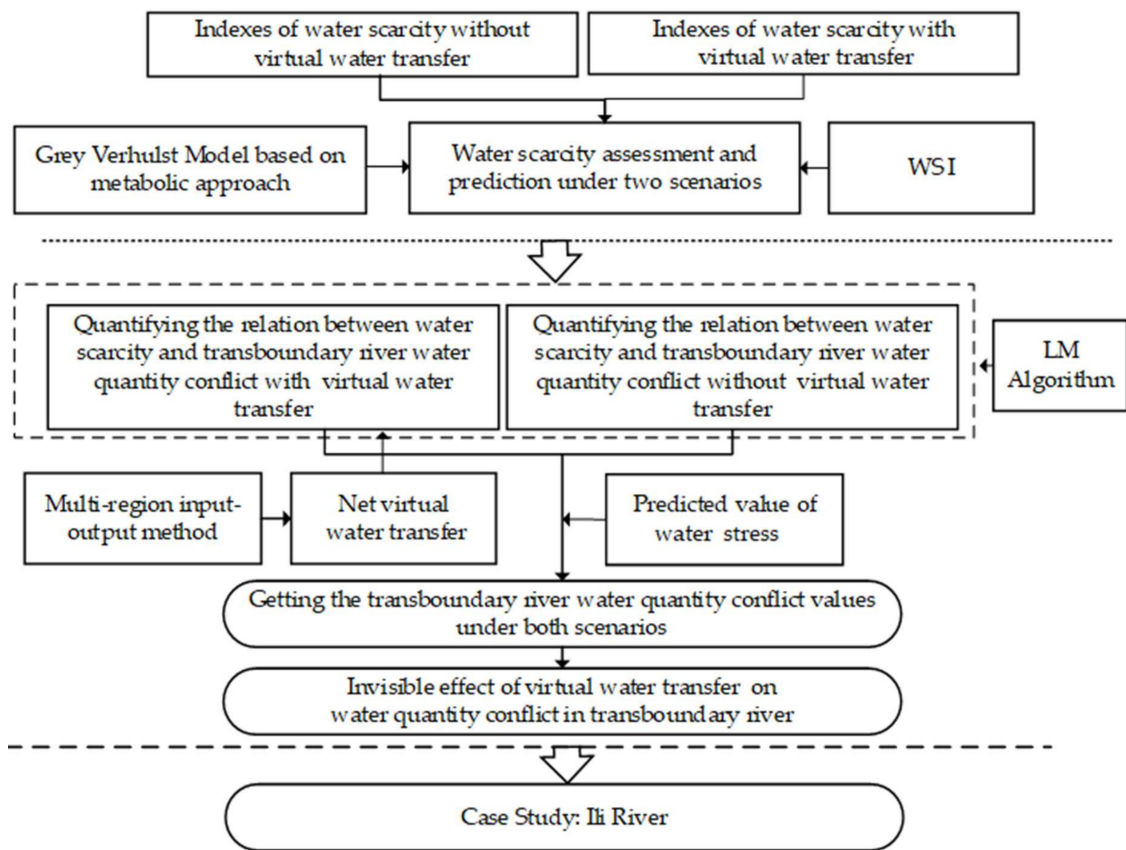 Indexes of water scarcity without
virtual water transfer
Indexes of water scarcity with
virtual water transfer
Grey Verhulst Model based on
metabolic approach
Water scarcity assessment and
prediction under two scenarios
WSI
Quantifying the relation between water
scarcity and transboundary river water
quantity conflict with virtual water
transfer
Quantifying the relation between water
scarcity and transboundary river water
quantity conflict without virtual water
transfer
LM
Algorithm
Multi-region input-
output method
Net virtual
water transfer
Predicted value of
water stress
Getting the transboundary river water quantity conflict values
under both scenarios
Invisible effect of virtual water transfer on
water quantity conflict in transboundary river
Case Study: Ili River